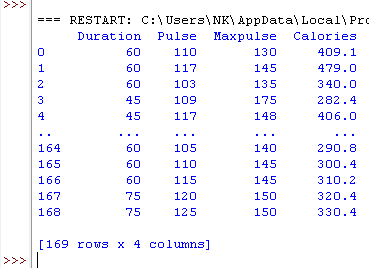 >>>
=== RESTART: C:\Users\NK\AppData\Local\Pro
Duration Pulse Maxpulse Calories
0 60 110 130 409.1
1 60 117 145 479.0
2 60 103 135 340.0
3 45 109 175 282.4
4 45 117 148 406.0
.. ... ... ... ...
164 60 105 140 290.8
165 60 110 145 300.4
166 60 115 145 310.2
167 75 120 150 320.4
168 75 125 150 330.4
[169 rows x 4 columns]
>>>